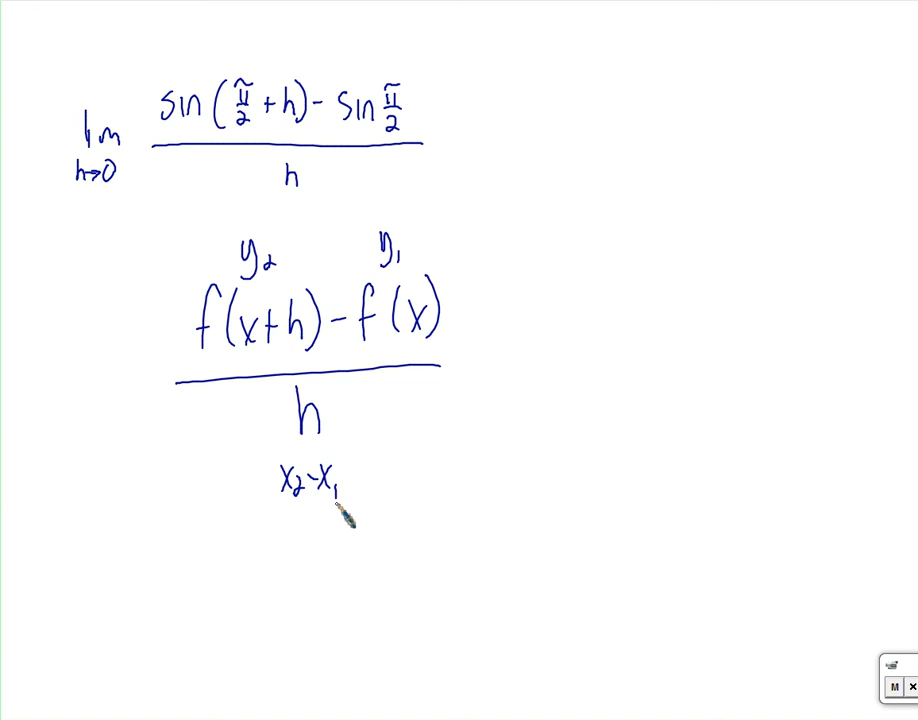 lim h→0 sin(π/2 + h) - sin π/2
h
y₂ y₁
f(x+h) - f(x)
h
x₂-x₁
M ×